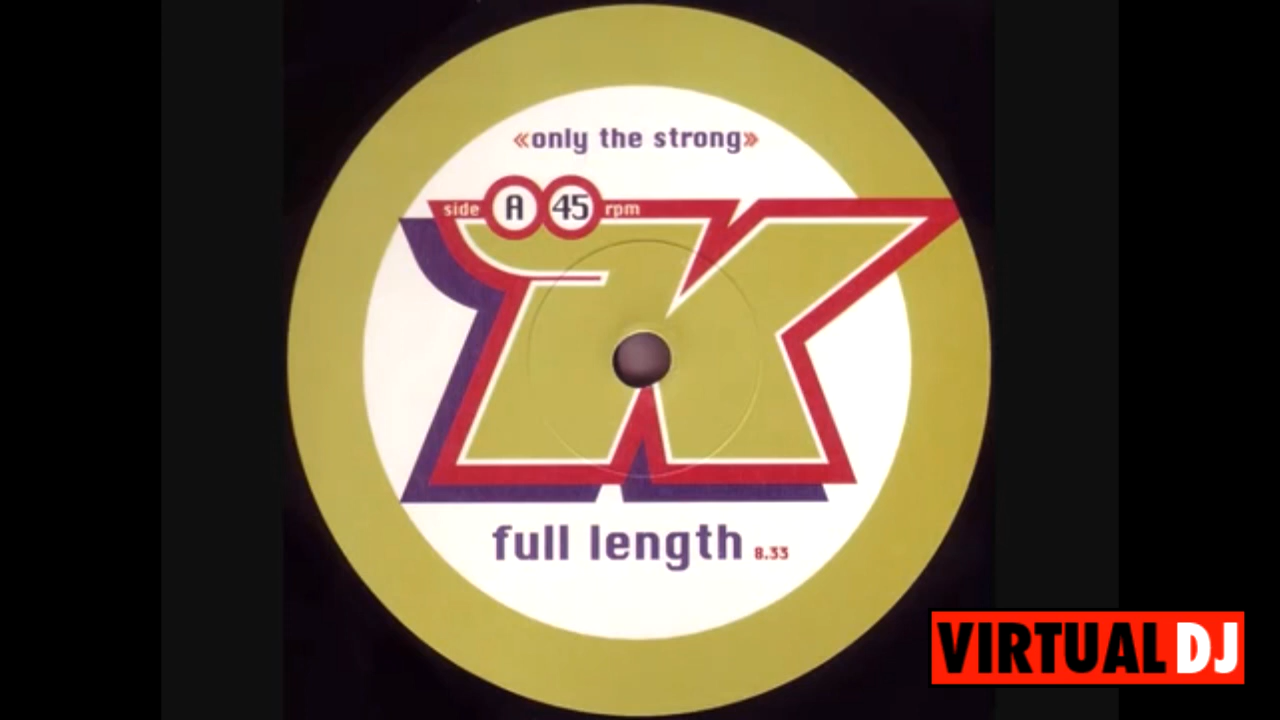 «only the strong»
side A 45 rpm
K
full length 8.33
VIRTUAL DJ